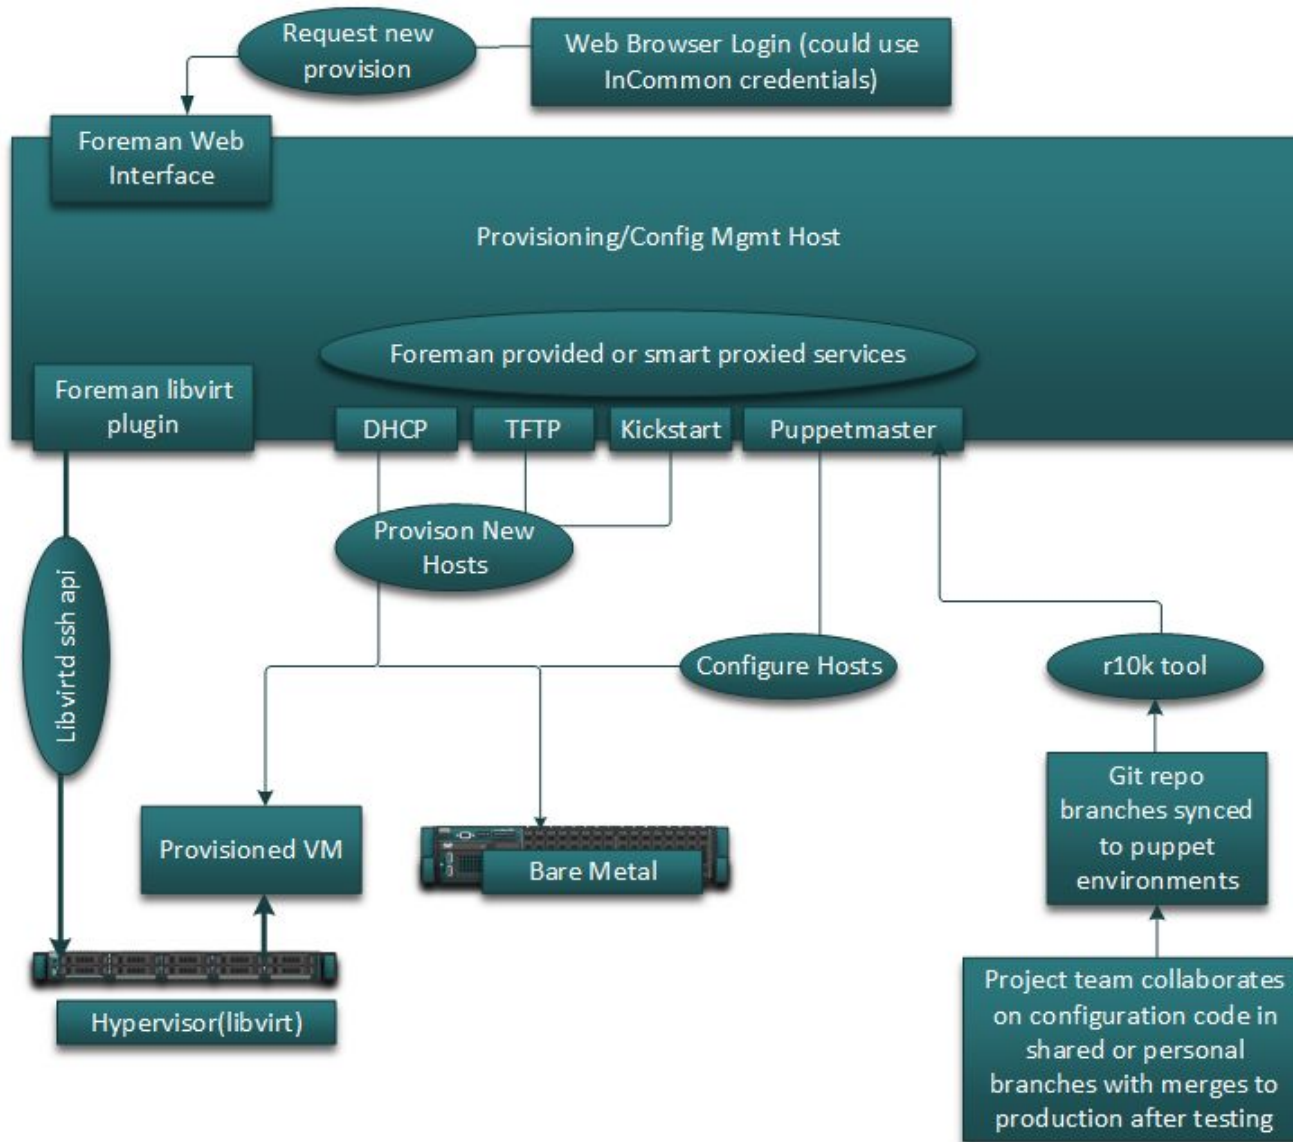 Request new
provision
Web Browser Login (could use
InCommon credentials)
Foreman Web
Interface
Provisioning/Config Mgmt Host
Foreman provided or smart proxied services
Foreman libvirt
plugin
DHCP
TFTP
Kickstart
Puppetmaster
Provison New
Hosts
Libvirtd ssh api
Configure Hosts
r10k tool
Git repo
branches synced
to puppet
environments
Provisioned VM
Bare Metal
Hypervisor(libvirt)
Project team collaborates
on configuration code in
shared or personal
branches with merges to
production after testing